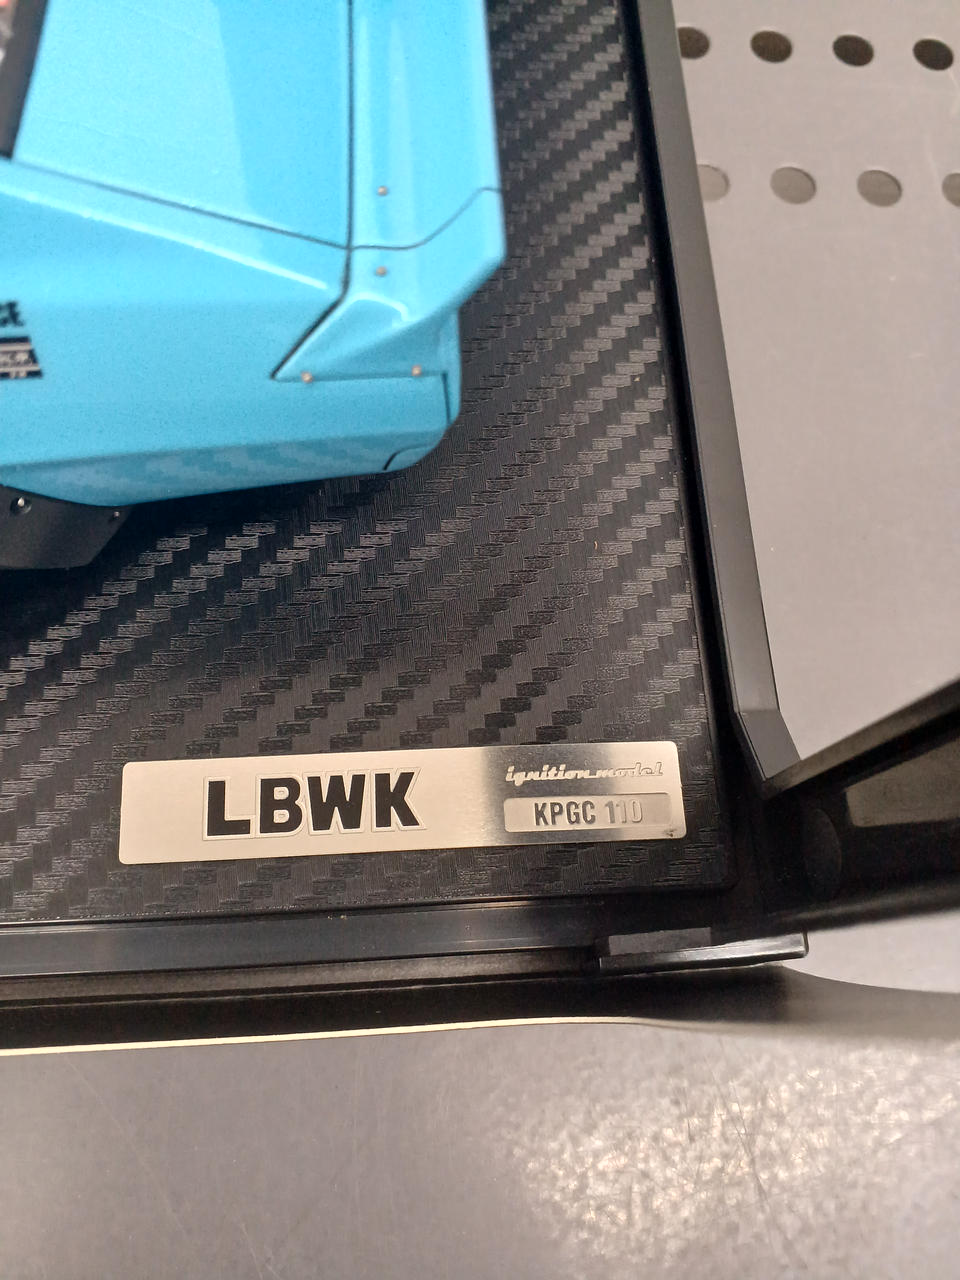 LBWK
ignition model
KPGC 110